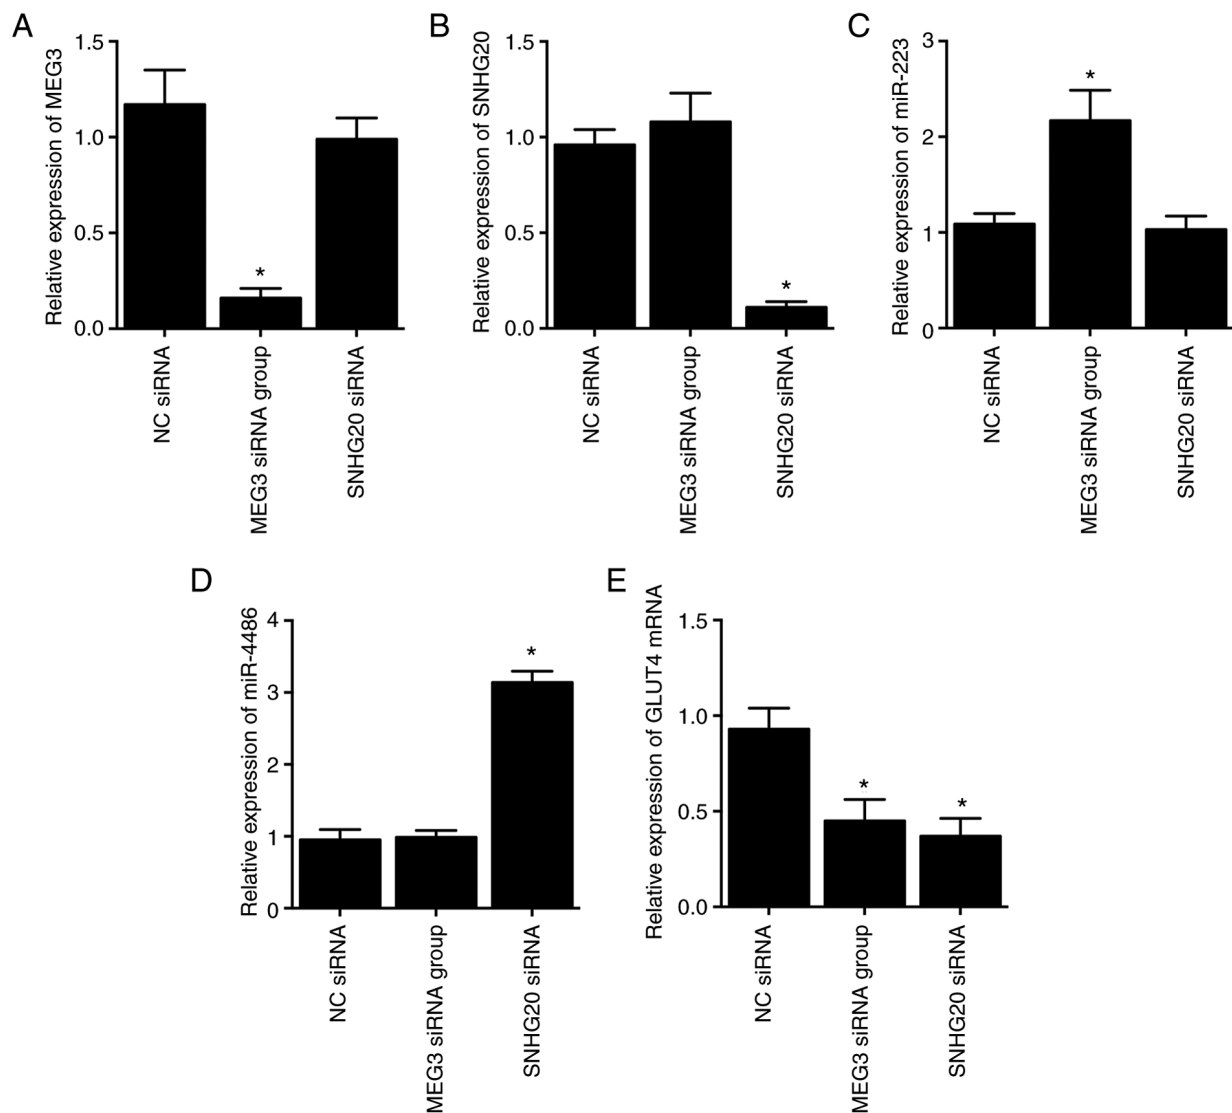 A
Relative expression of MEG3
1.5
1.0
0.5
0.0
*
NC siRNA
MEG3 siRNA group
SNHG20 siRNA
B
Relative expression of SNHG20
1.5
1.0
0.5
0.0
*
NC siRNA
MEG3 siRNA group
SNHG20 siRNA
C
Relative expression of miR-223
3
2
1
0
*
NC siRNA
MEG3 siRNA group
SNHG20 siRNA
D
Relative expression of miR-4486
4
3
2
1
0
*
NC siRNA
MEG3 siRNA group
SNHG20 siRNA
E
Relative expression of GLUT4 mRNA
1.5
1.0
0.5
0.0
*
*
NC siRNA
MEG3 siRNA group
SNHG20 siRNA